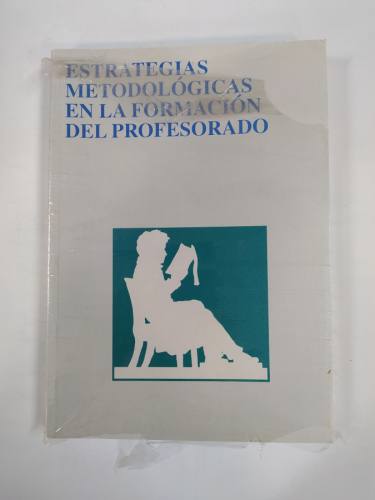 ESTRATEGIAS
METODOLÓGICAS
EN LA FORMACIÓN
DEL PROFESORADO